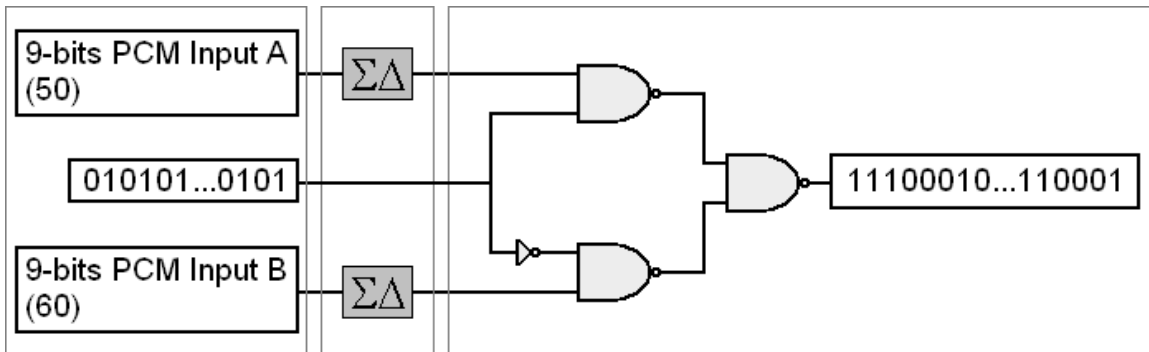 9-bits PCM Input A
(50)
ΣΔ
010101...0101
11100010...110001
9-bits PCM Input B
(60)
ΣΔ